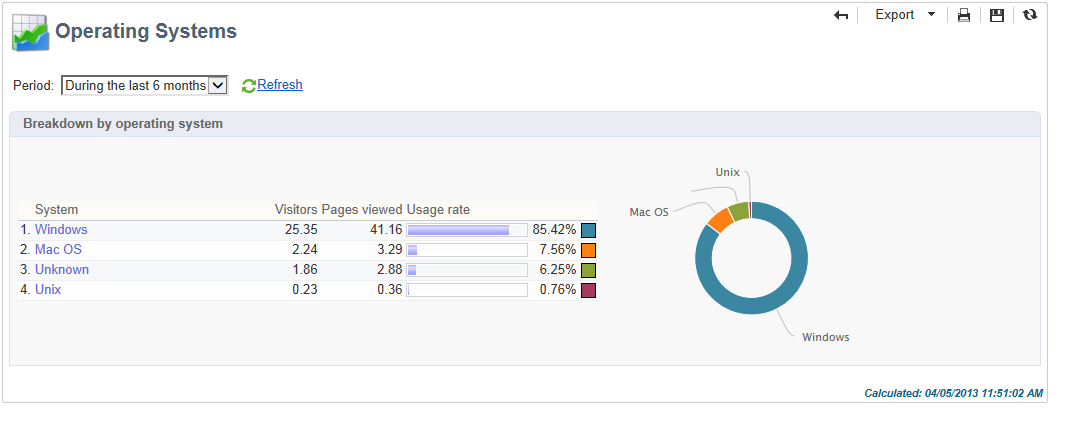 Export
Operating Systems
Period: During the last 6 months Refresh
Breakdown by operating system
System Visitors Pages viewed Usage rate
1. Windows 25.35 41.16 85.42%
2. Mac OS 2.24 3.29 7.56%
3. Unknown 1.86 2.88 6.25%
4. Unix 0.23 0.36 0.76%
Unix
Mac OS
Windows
Calculated: 04/05/2013 11:51:02 AM